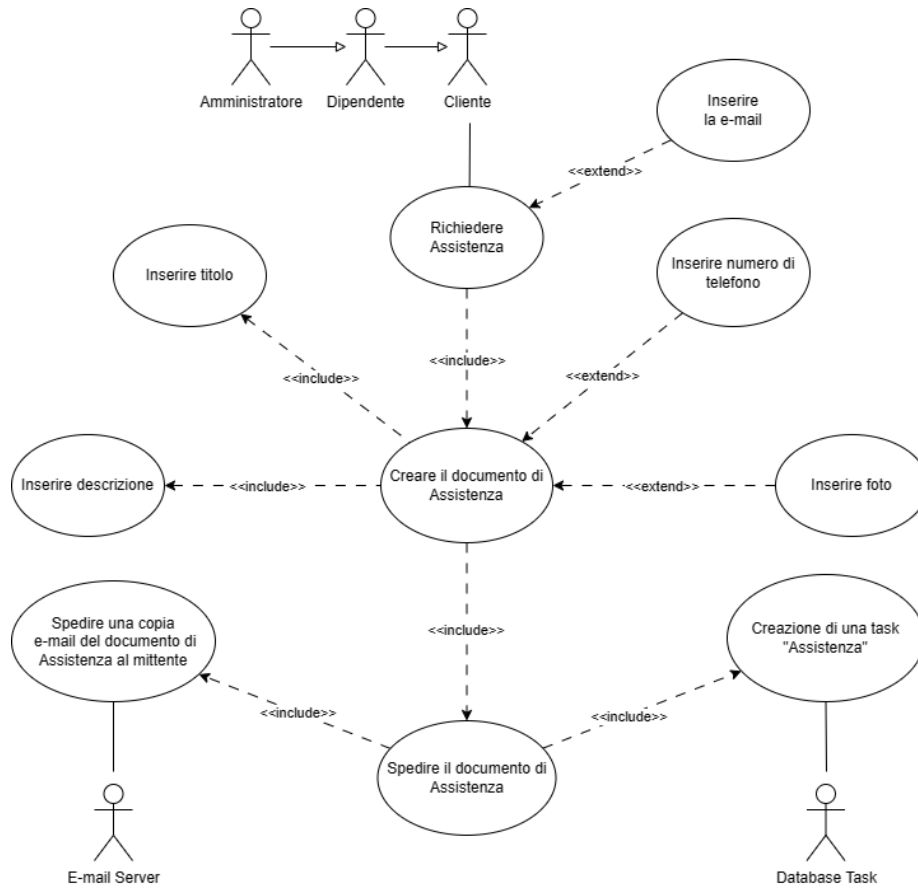 Amministratore
Dipendente
Cliente
Inserire
la e-mail
<<extend>>
Richiedere
Assistenza
Inserire titolo
Inserire numero di
telefono
<<include>>
<<include>>
<<extend>>
Inserire descrizione
<<include>>
Creare il documento di
Assistenza
<<extend>>
Inserire foto
Spedire una copia
e-mail del documento di
Assistenza al mittente
<<include>>
Creazione di una task
"Assistenza"
<<include>>
<<include>>
Spedire il documento di
Assistenza
E-mail Server
Database Task